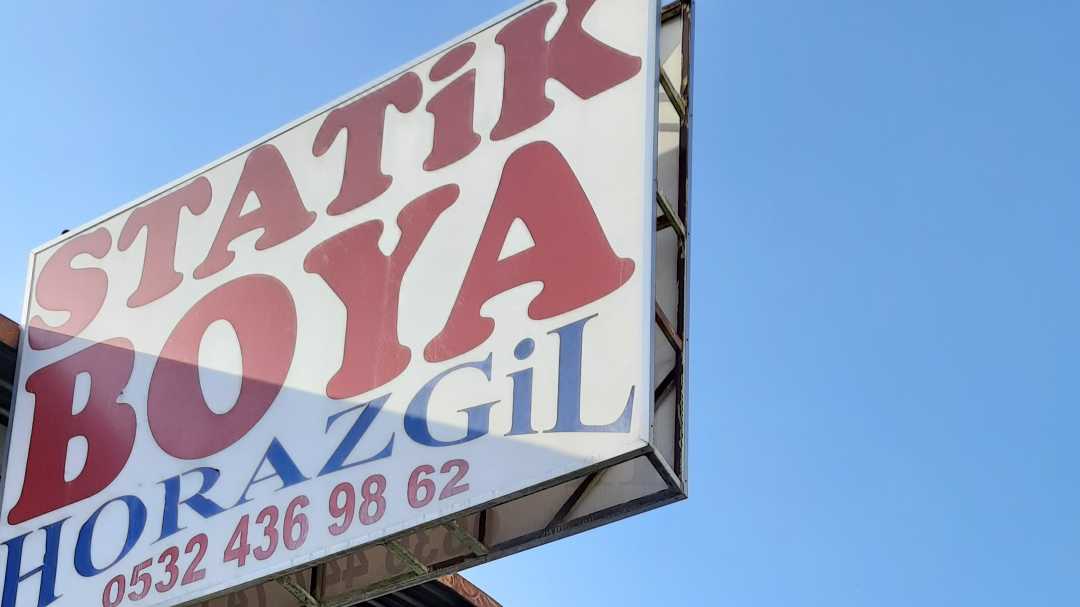 STATiK
BOYA
HORAZGiL
0532 436 98 62